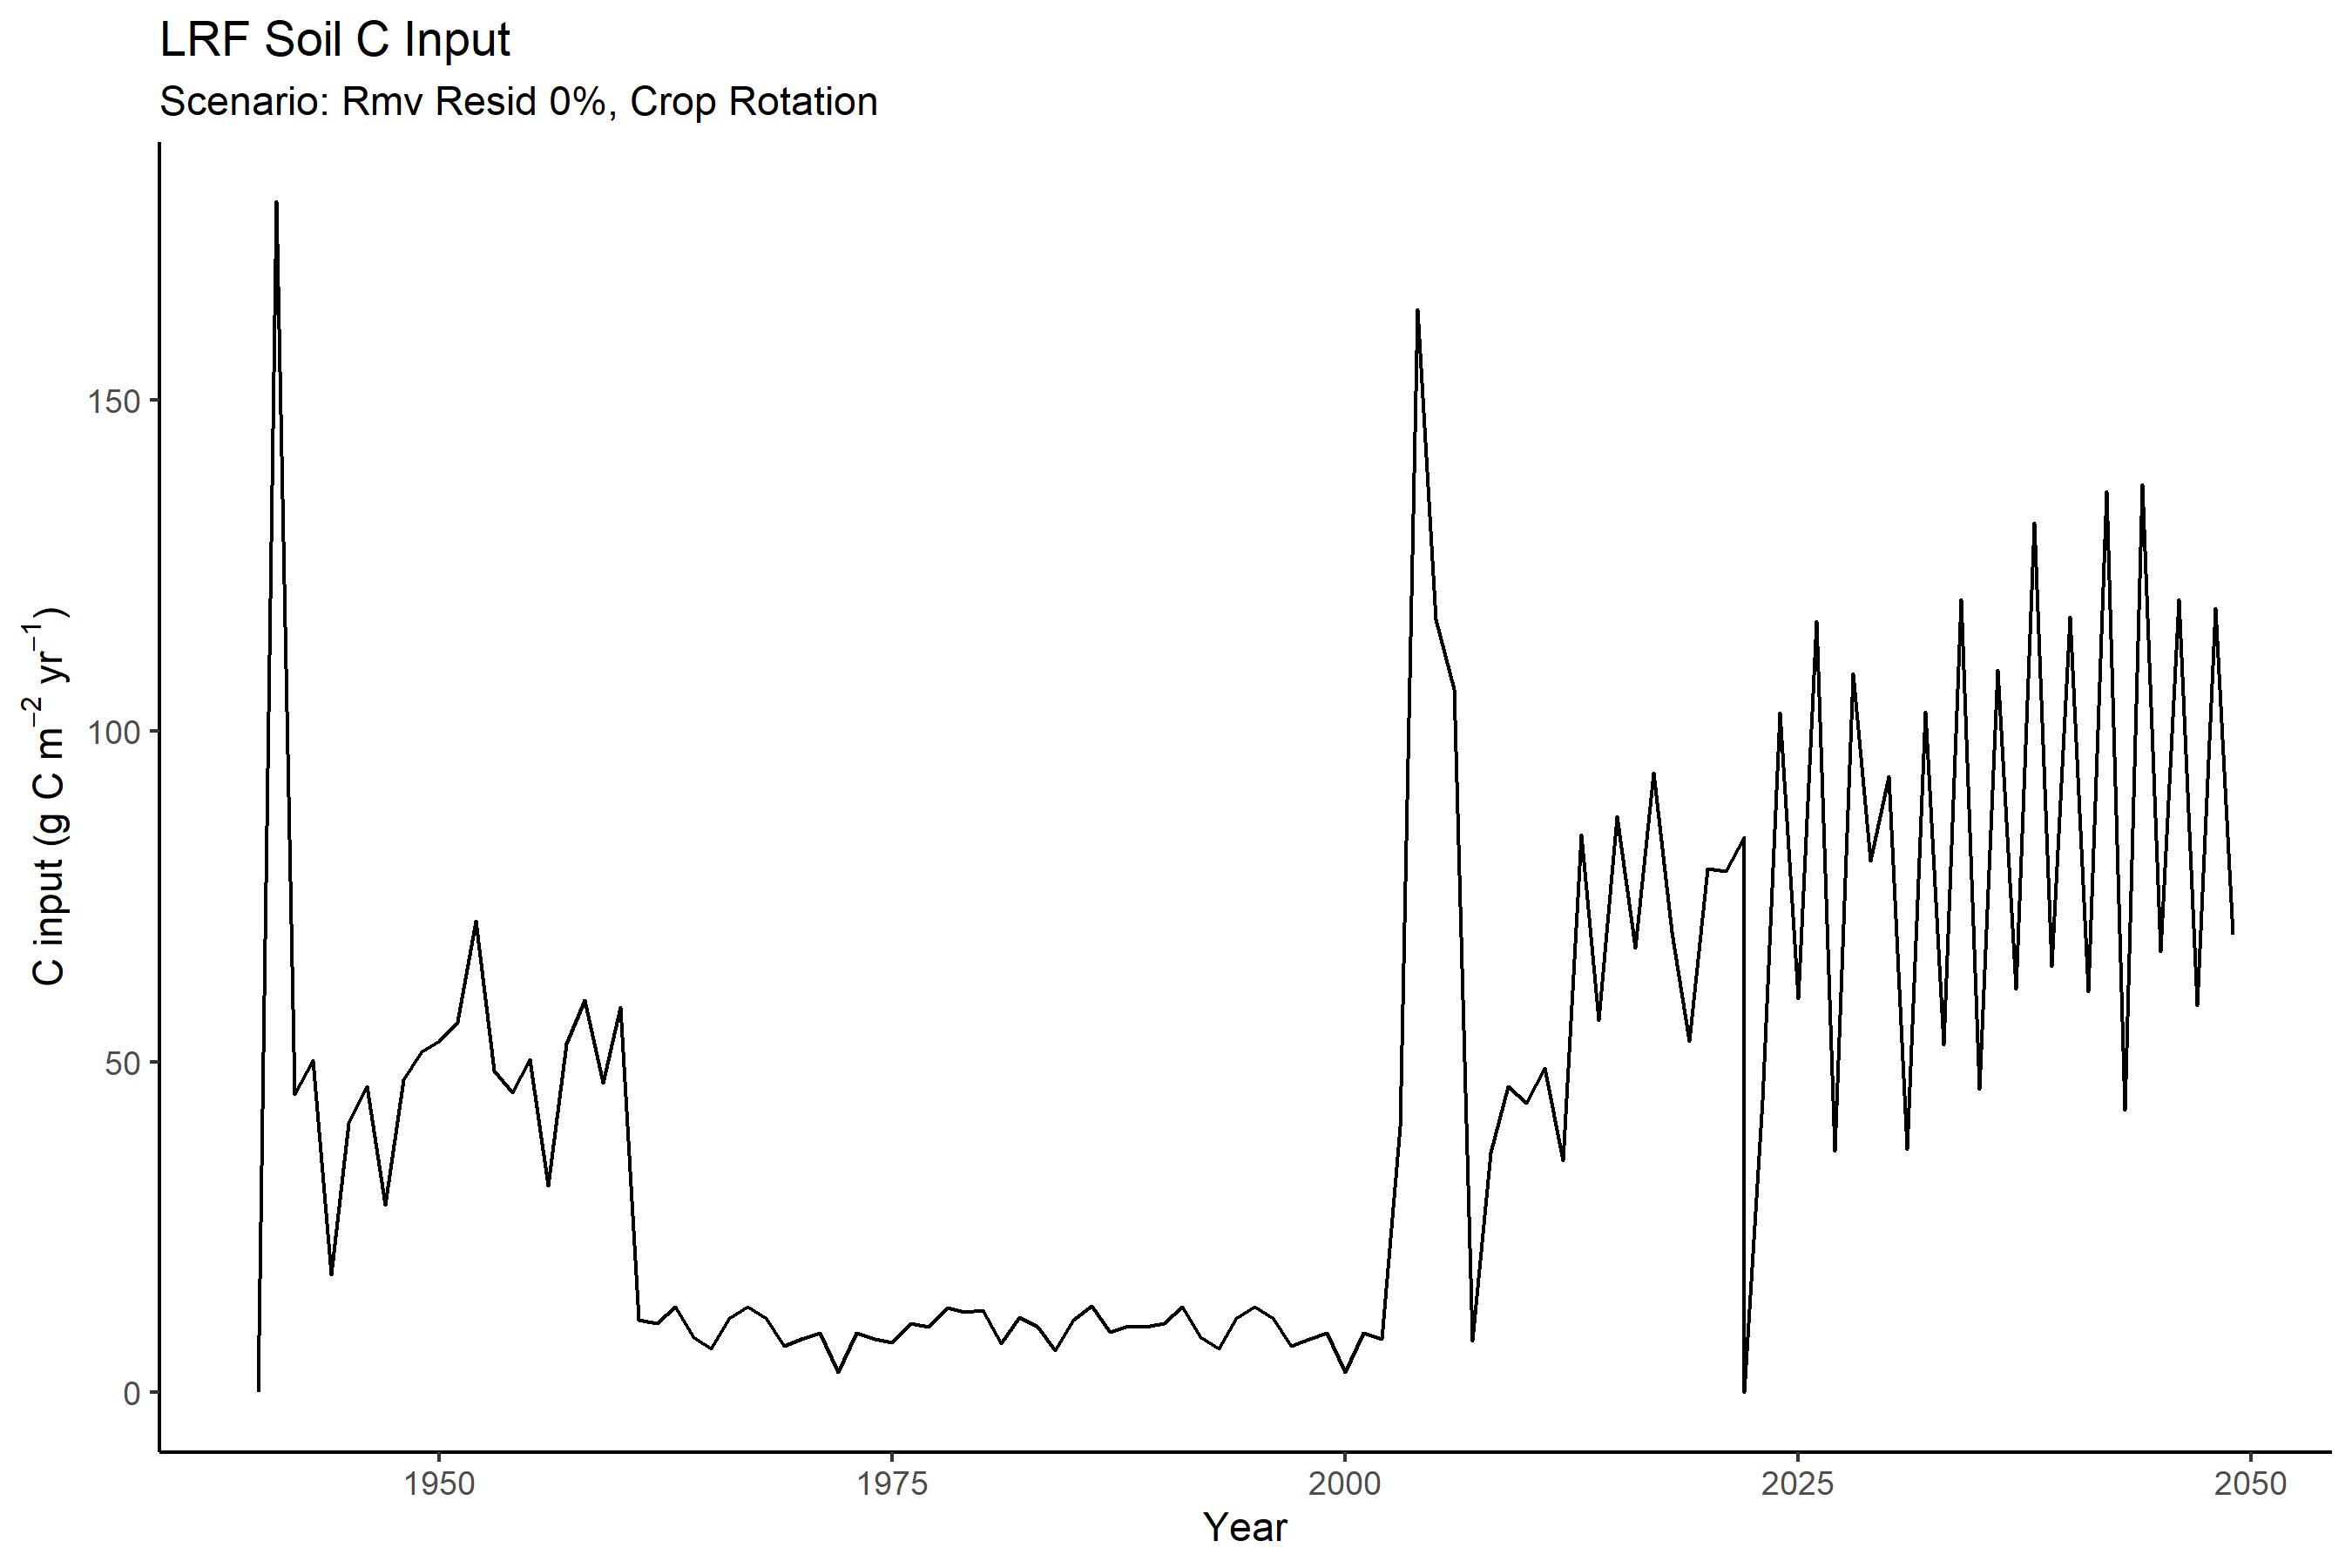 LRF Soil C Input
Scenario: Rmv Resid 0%, Crop Rotation
C input (g C m⁻² yr⁻¹)
150
100
50
0
1950 1975 2000 2025 2050
Year